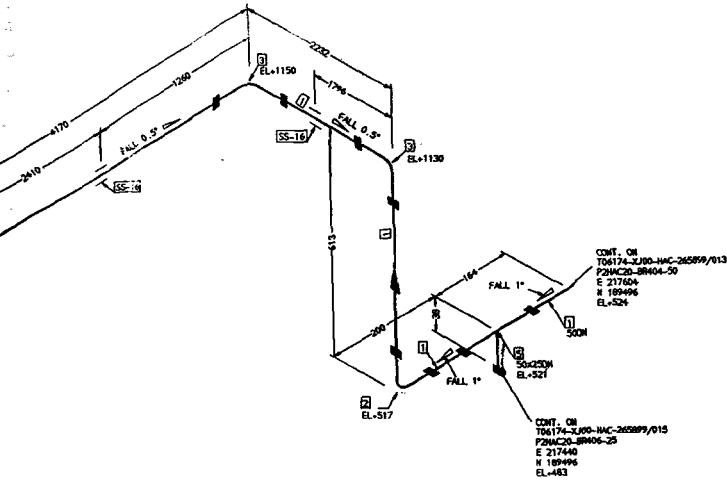 2232
3
EL+1150
1260
1796
6170
1
FALL 0.5°
FALL 0.5°
SS-16
3
EL+1130
2410
SS-16
1
613
CONT. ON
T06174-XJ00-HAC-265899/013
P2HAC20-BR404-50
E 217604
N 189496
EL+524
164
FALL 1°
38
1
50DN
200
1
5
50x25DN
EL+521
FALL 1°
2
EL+517
CONT. ON
T06174-XJ00-HAC-265899/015
P2HAC20-BR406-25
E 217440
N 189496
EL+483